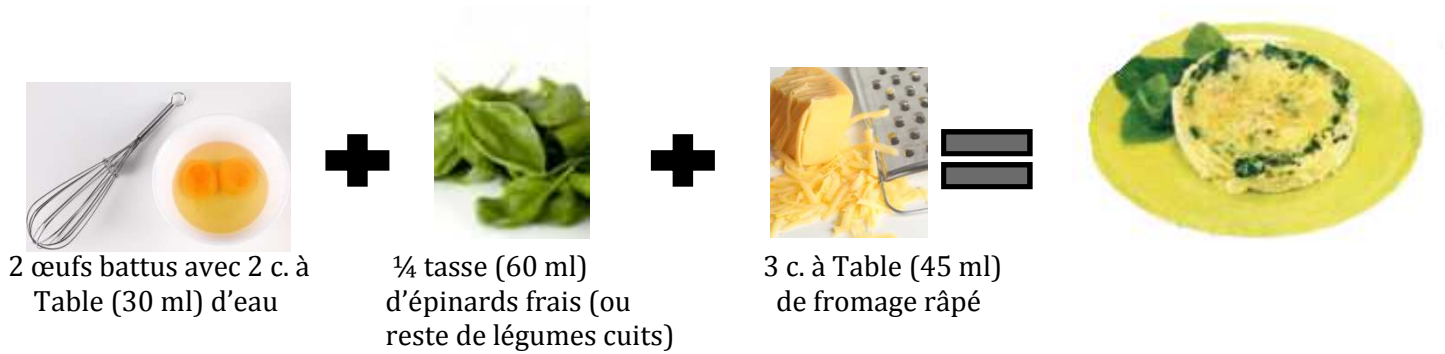 2 œufs battus avec 2 c. à
Table (30 ml) d’eau
¼ tasse (60 ml)
d’épinards frais (ou
reste de légumes cuits)
3 c. à Table (45 ml)
de fromage râpé